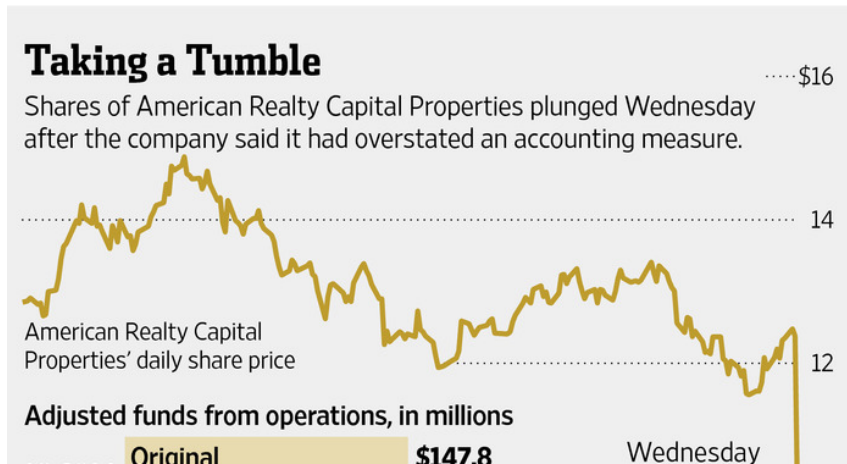 Taking a Tumble
$16
Shares of American Realty Capital Properties plunged Wednesday
after the company said it had overstated an accounting measure.
14
American Realty Capital
Properties’ daily share price
12
Adjusted funds from operations, in millions
Original
$147.8
Wednesday